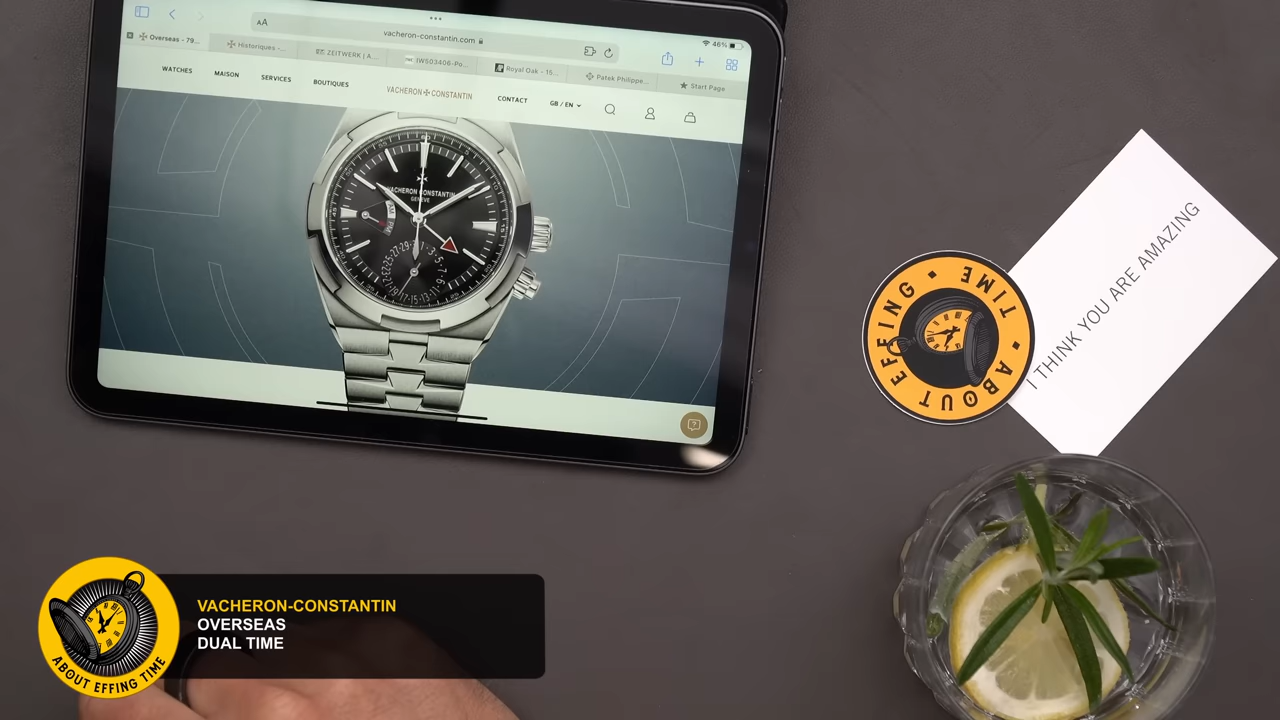 AA
vacheron-constantin.com
46%
Overseas - 79...
Historiques -...
ZEITWERK | A...
IW503406-Po...
Royal Oak - 15...
Patek Philippe...
Start Page
WATCHES
MAISON
SERVICES
BOUTIQUES
VACHERON CONSTANTIN
CONTACT
GB / EN
VACHERON CONSTANTIN
GENEVE
ABOUT EFFING TIME
I THINK YOU ARE AMAZING
VACHERON-CONSTANTIN
OVERSEAS
DUAL TIME
ABOUT EFFING TIME